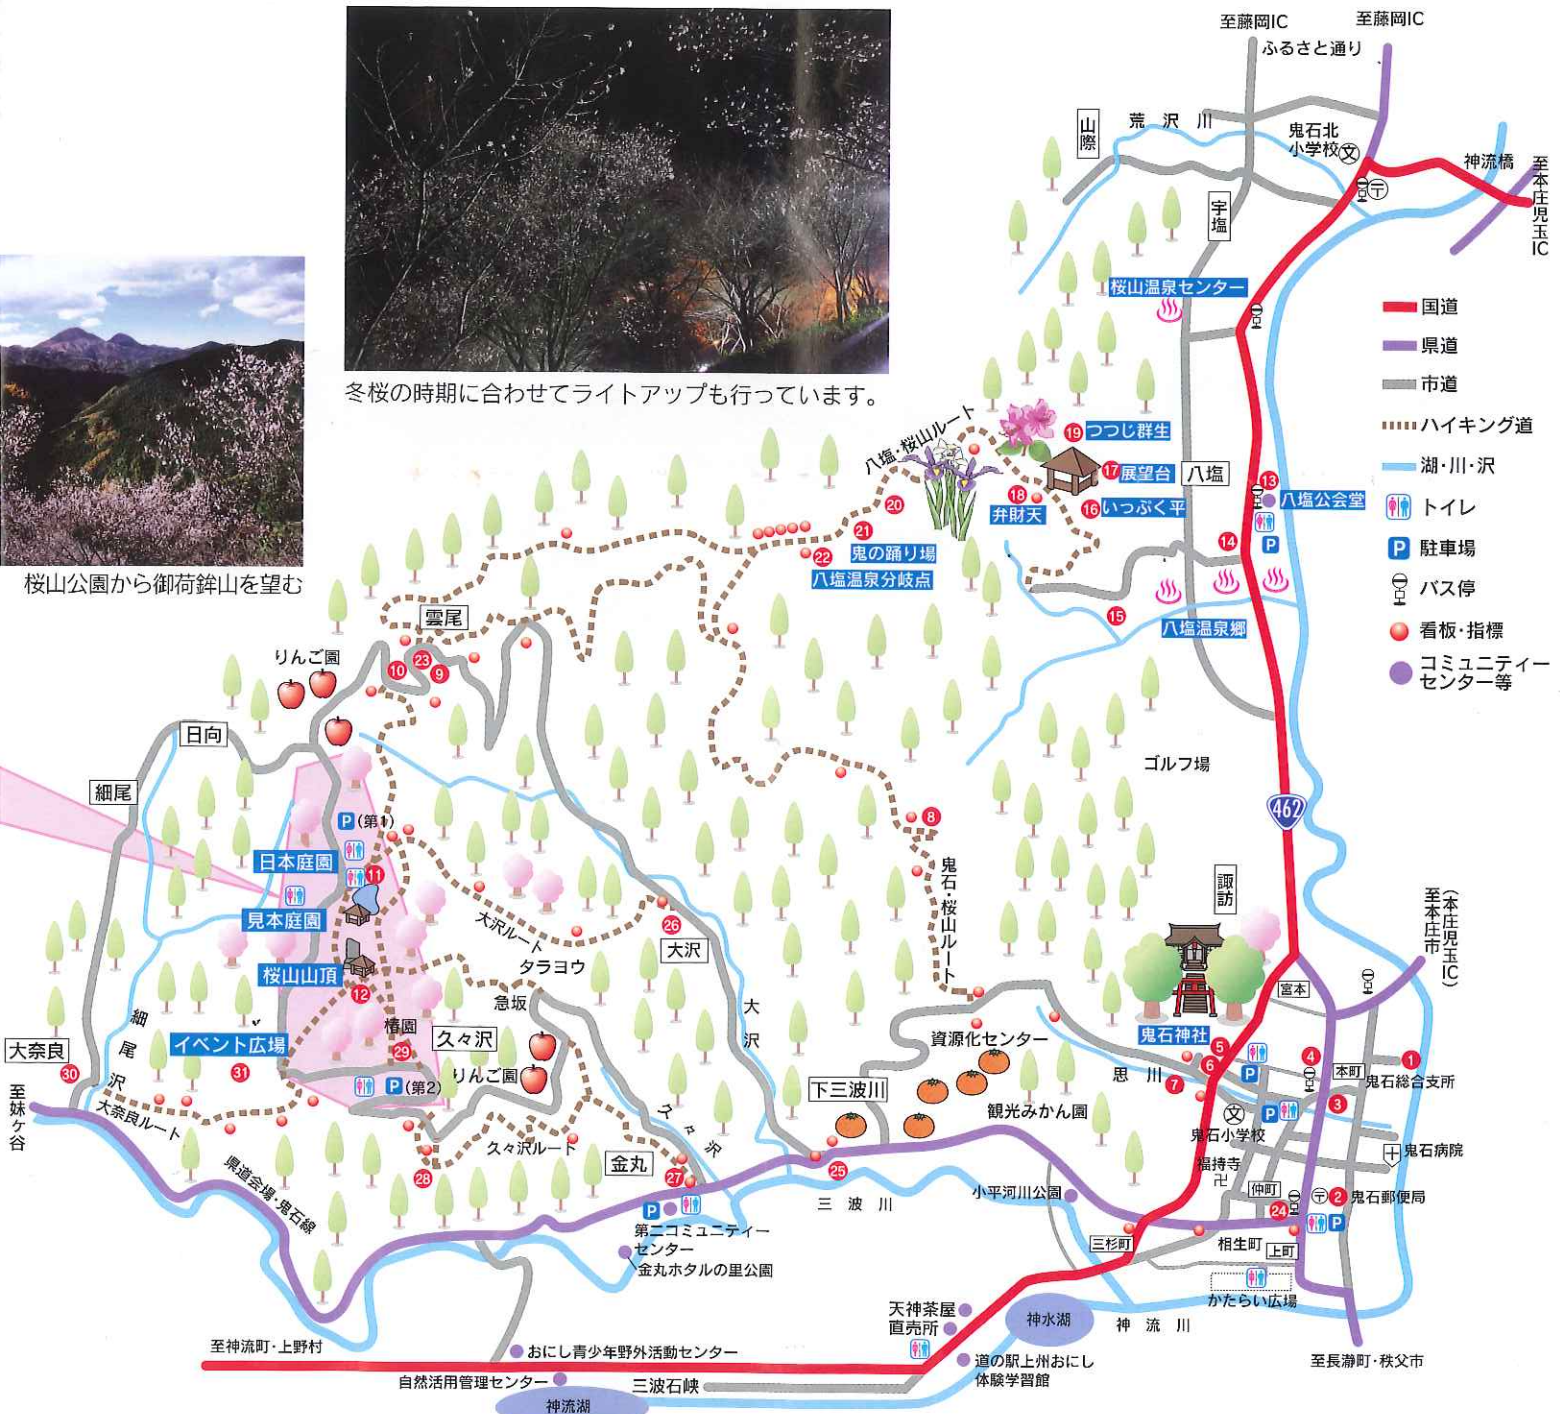 至藤岡IC
至藤岡IC
ふるさと通り
山際
荒沢川
鬼石北
小学校
文
〒
神流橋
至本庄児玉IC
宇塩
桜山温泉センター
国道
県道
市道
ハイキング道
湖・川・沢
トイレ
P
駐車場
バス停
看板・指標
コミュニティー
センター等
冬桜の時期に合わせてライトアップも行っています。
桜山公園から御荷鉾山を望む
八塩・桜山ルート
19 つつじ群生
17 展望台
18
弁財天
16 いっぷく平
八塩
13
八塩公会堂
P
14
20
21
鬼の踊り場
22
八塩温泉分岐点
15
八塩温泉郷
雲尾
りんご園
10
23
9
日向
細尾
ゴルフ場
462
P(第1)
日本庭園
11
見本庭園
桜山山頂
12
8
鬼石・桜山ルート
大沢ルート
タラヨウ
26
大沢
急坂
大沢
諏訪
至本庄市
(本庄児玉IC)
宮本
鬼石神社
椿園
29
久々沢
りんご園
イベント広場
31
大奈良
30
細尾沢
至妹ヶ谷
大奈良ルート
P(第2)
資源化センター
下三波川
観光みかん園
思川
5
6
7
P
4
本町
1
鬼石総合支所
3
文
P
鬼石小学校
鬼石病院
福持寺
卍
仲町
〒
2
鬼石郵便局
24
P
相生町
上町
三杉町
かたらい広場
久々沢
久々沢ルート
28
金丸
27
25
県道会場・鬼石線
P
第二コミュニティー
センター
金丸ホタルの里公園
三波川
小平河川公園
天神茶屋
直売所
神水湖
神流川
道の駅上州おにし
体験学習館
至長瀞町・秩父市
至神流町・上野村
おにし青少年野外活動センター
自然活用管理センター
三波石峡
神流湖